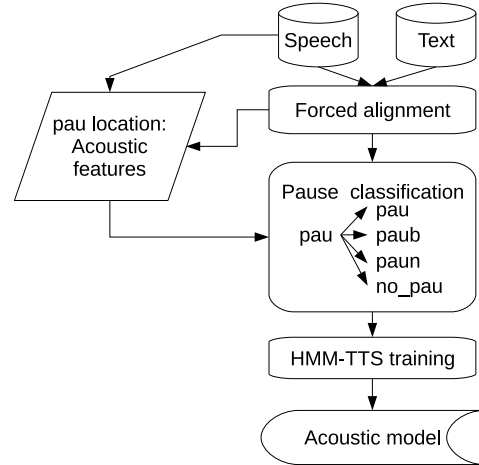 Speech
Text
Forced alignment
pau location:
Acoustic
features
Pause classification
pau
pau
paub
paun
no_pau
HMM-TTS training
Acoustic model